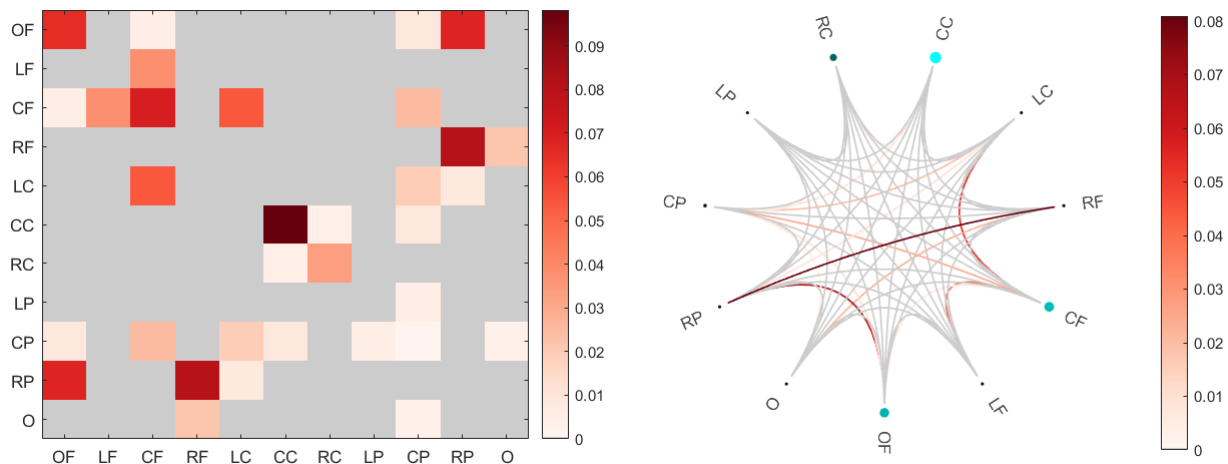 OF
LF
CF
RF
LC
CC
RC
LP
CP
RP
O
OF LF CF RF LC CC RC LP CP RP O
0.09
0.08
0.07
0.06
0.05
0.04
0.03
0.02
0.01
0
RC
CC
LP
LC
CP
RF
RP
CF
O
LF
OF
0.08
0.07
0.06
0.05
0.04
0.03
0.02
0.01
0